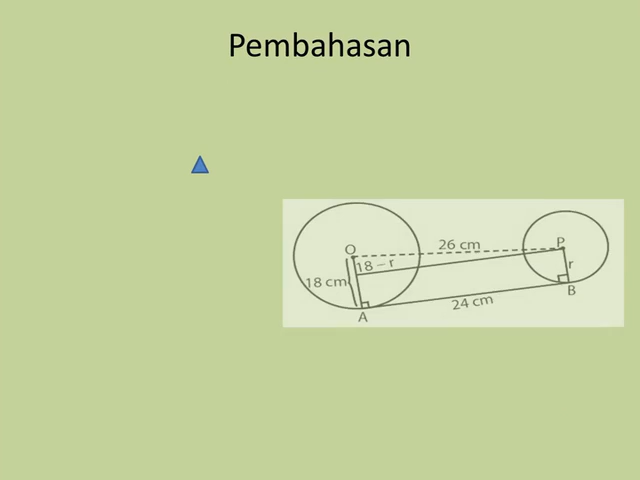 Pembahasan
O
26 cm
P
18 – r
r
18 cm
A
24 cm
B